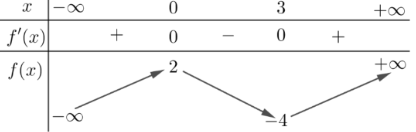 x −∞ 0 3 +∞
f′(x) + 0 − 0 +
f(x) −∞ 2 −4 +∞